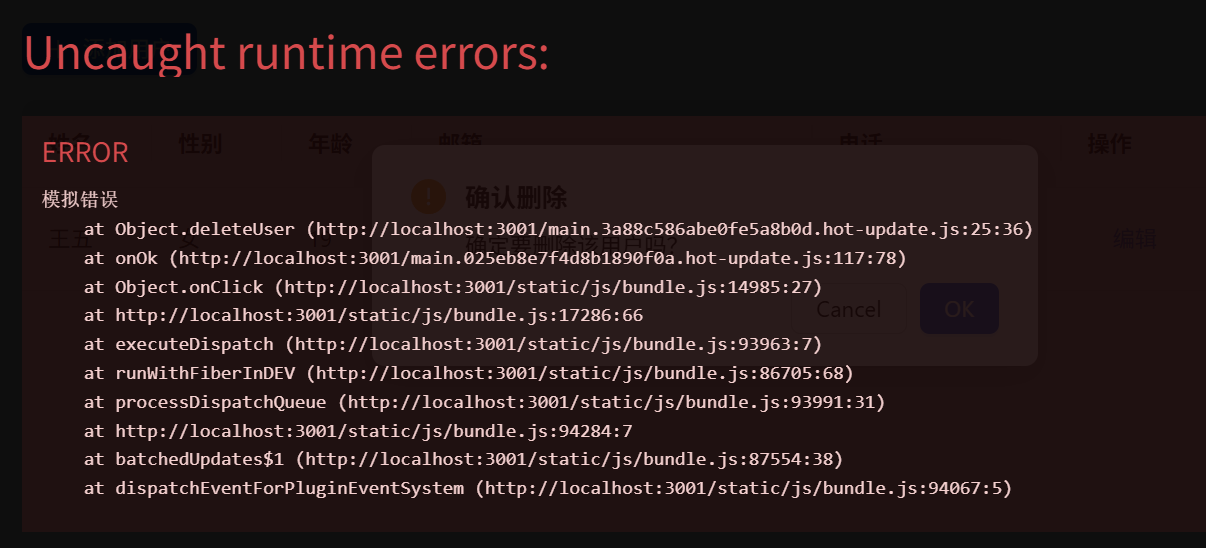 Uncaught runtime errors:
姓名 性别 年龄 邮箱 电话 操作
ERROR
确认删除
模拟错误
at Object.deleteUser (http://localhost:3001/main.3a88c586abe0fe5a8b0d.hot-update.js:25:36)
王五 女 19 确定要删除该用户吗? 编辑
at onOk (http://localhost:3001/main.025eb8e7f4d8b1890f0a.hot-update.js:117:78)
at Object.onClick (http://localhost:3001/static/js/bundle.js:14985:27)
Cancel OK
at http://localhost:3001/static/js/bundle.js:17286:66
at executeDispatch (http://localhost:3001/static/js/bundle.js:93963:7)
at runWithFiberInDEV (http://localhost:3001/static/js/bundle.js:86705:68)
at processDispatchQueue (http://localhost:3001/static/js/bundle.js:93991:31)
at http://localhost:3001/static/js/bundle.js:94284:7
at batchedUpdates$1 (http://localhost:3001/static/js/bundle.js:87554:38)
at dispatchEventForPluginEventSystem (http://localhost:3001/static/js/bundle.js:94067:5)